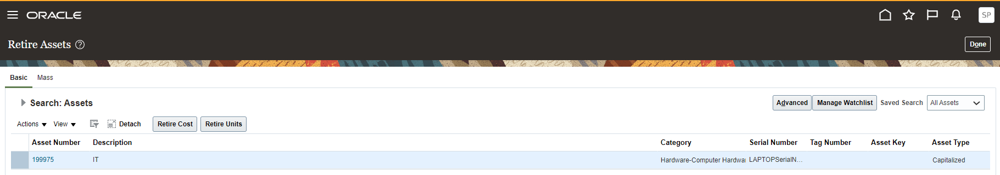 ORACLE
SP
Retire Assets ?
Done
Basic Mass
Search: Assets Advanced Manage Watchlist Saved Search All Assets
Actions View Detach Retire Cost Retire Units
Asset Number Description Category Serial Number Tag Number Asset Key Asset Type
199975 IT Hardware-Computer Hardwa LAPTOPSerialN... Capitalized